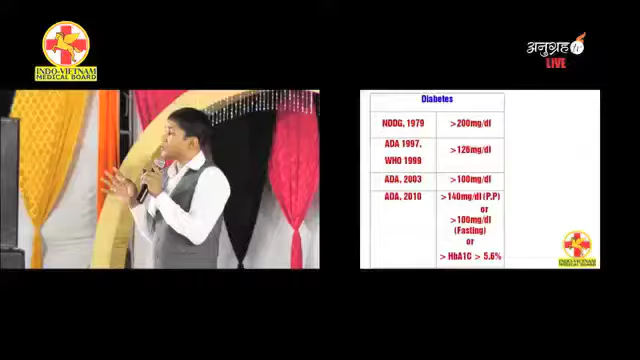 INDO-VIETNAM
MEDICAL BOARD
अनुग्रह
LIVE
Diabetes
NDDG, 1979 >200mg/dl
ADA 1997,
WHO 1999
>126mg/dl
ADA, 2003 >100mg/dl
ADA, 2010 >140mg/dl (P.P)
or
>100mg/dl
(Fasting)
or
> HbA1C > 5.6%
INDO-VIETNAM
MEDICAL BOARD